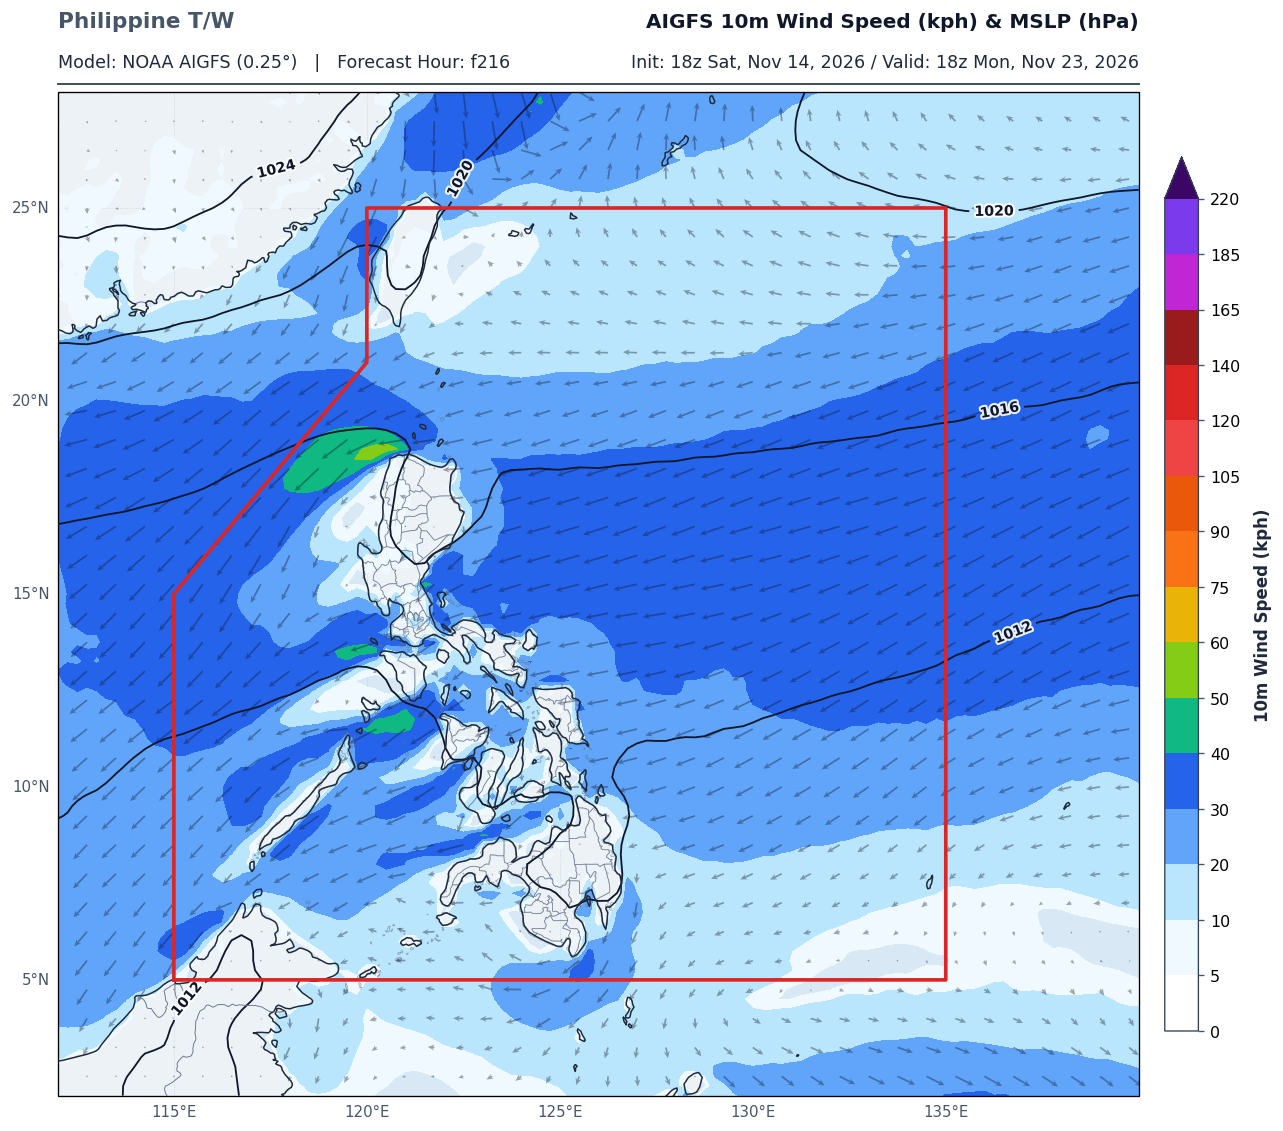 Philippine T/W
AIGFS 10m Wind Speed (kph) & MSLP (hPa)
Model: NOAA AIGFS (0.25°) | Forecast Hour: f216
Init: 18z Sat, Nov 14, 2026 / Valid: 18z Mon, Nov 23, 2026
1024
1020
1020
1016
1012
1012
25°N
20°N
15°N
10°N
5°N
115°E
120°E
125°E
130°E
135°E
220
185
165
140
120
105
90
75
60
50
40
30
20
10
5
0
10m Wind Speed (kph)